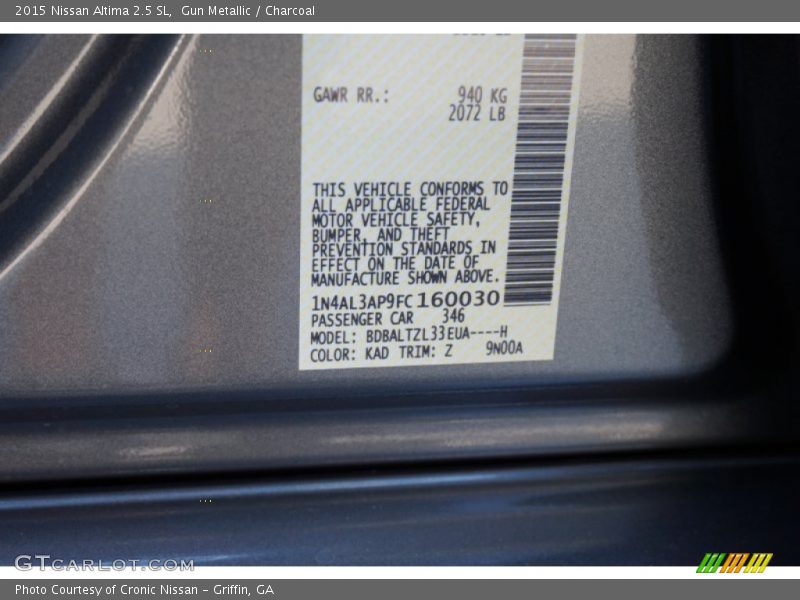 2015 Nissan Altima 2.5 SL, Gun Metallic / Charcoal
GAWR RR.: 940 KG
2072 LB
THIS VEHICLE CONFORMS TO
ALL APPLICABLE FEDERAL
MOTOR VEHICLE SAFETY,
BUMPER, AND THEFT
PREVENTION STANDARDS IN
EFFECT ON THE DATE OF
MANUFACTURE SHOWN ABOVE.
1N4AL3AP9FC160030
PASSENGER CAR 346
MODEL: BDBALTZL33EUA----H
COLOR: KAD TRIM: Z 9N00A
GTCARLOT.COM
Photo Courtesy of Cronic Nissan - Griffin, GA